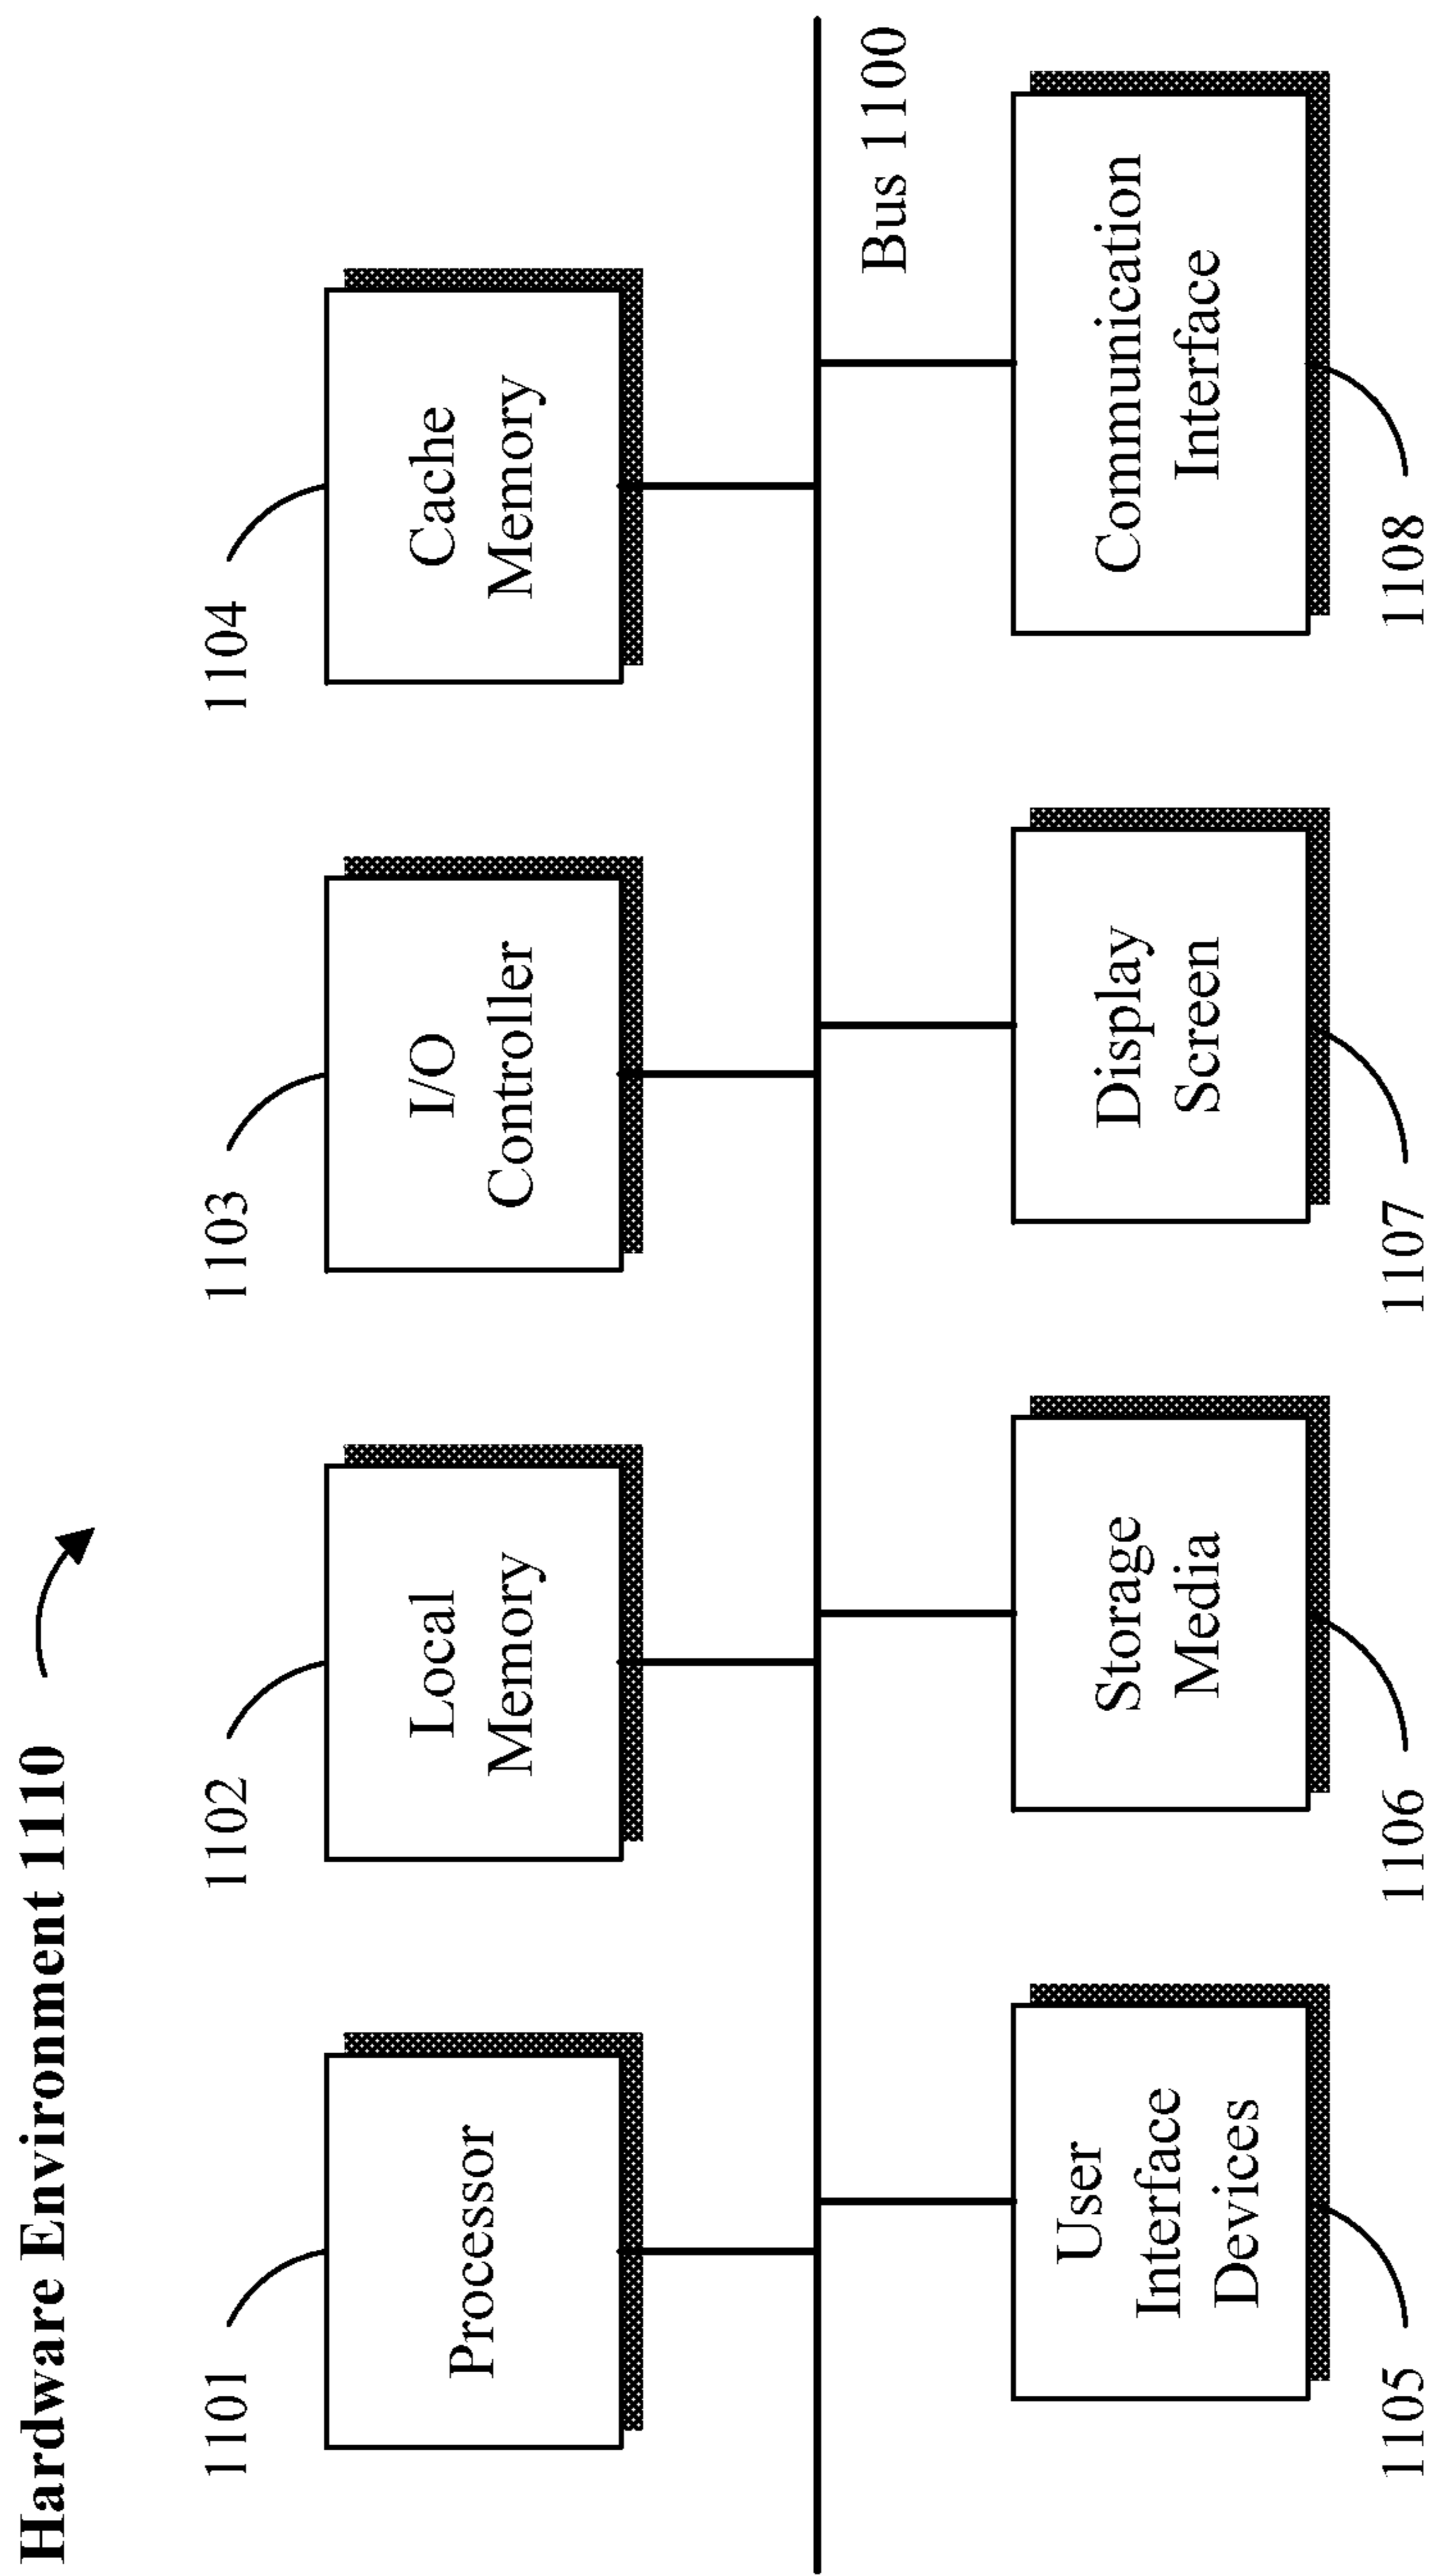 Hardware Environment 1110
1101
1102
1103
1104
Processor
Local
Memory
I/O
Controller
Cache
Memory
Bus 1100
User
Interface
Devices
Storage
Media
Display
Screen
Communication
Interface
1105
1106
1107
1108